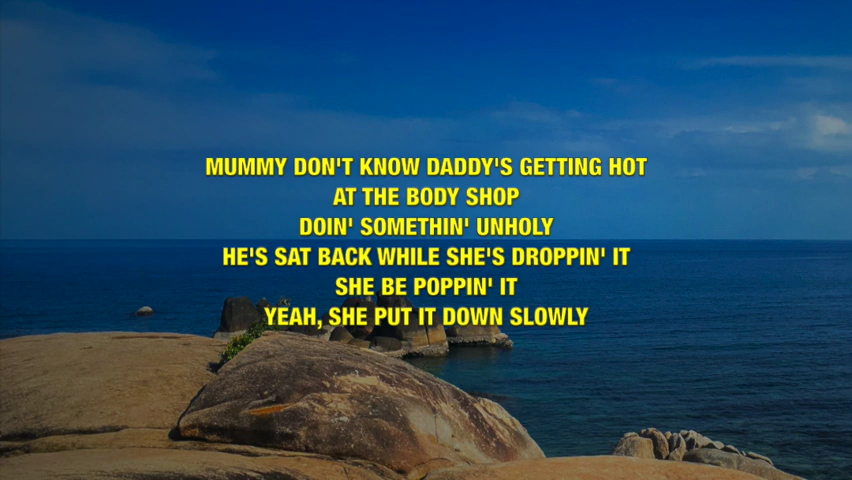 MUMMY DON'T KNOW DADDY'S GETTING HOT
AT THE BODY SHOP
DOIN' SOMETHIN' UNHOLY
HE'S SAT BACK WHILE SHE'S DROPPIN' IT
SHE BE POPPIN' IT
YEAH, SHE PUT IT DOWN SLOWLY